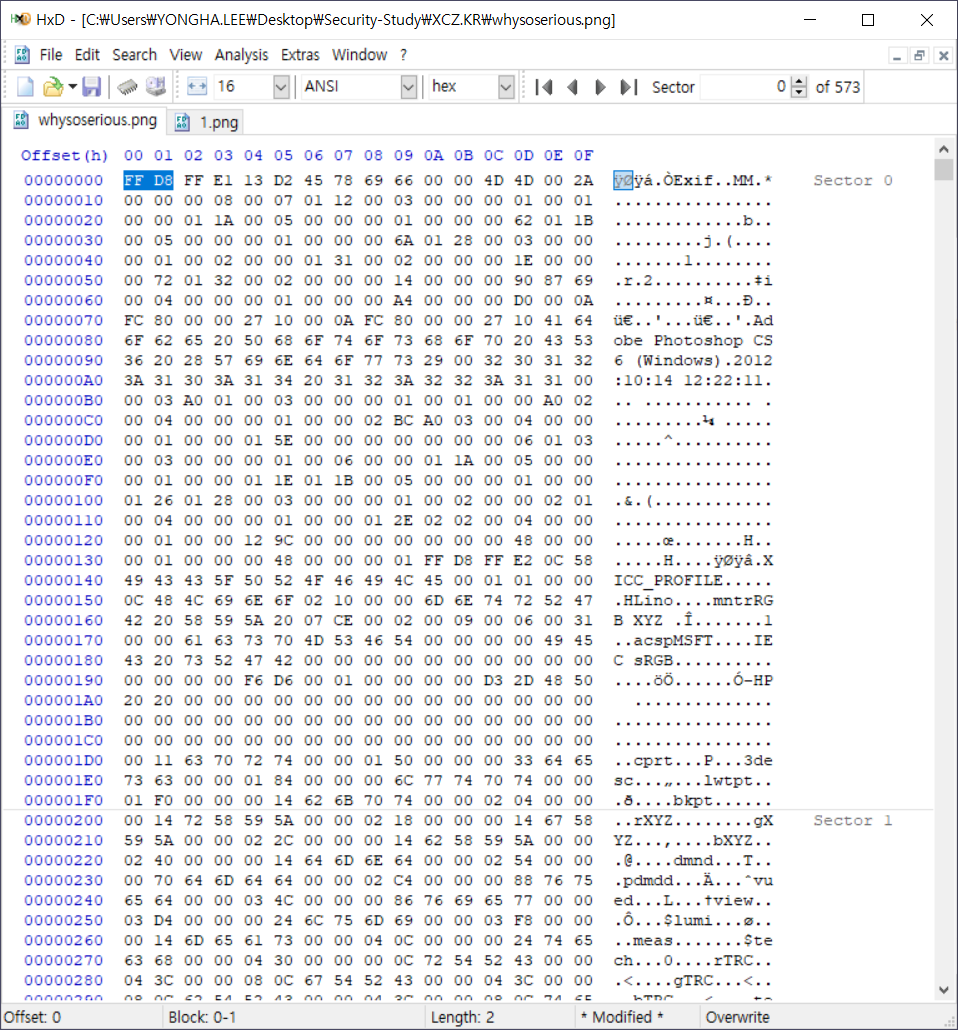 HxD - [C:₩Users₩YONGHA.LEE₩Desktop₩Security-Study₩XCZ.KR₩whysoserious.png]
File Edit Search View Analysis Extras Window ?
16 ANSI hex Sector 0 of 573
whysoserious.png 1.png
Offset(h) 00 01 02 03 04 05 06 07 08 09 0A 0B 0C 0D 0E 0F
00000000 FF D8 FF E1 13 D2 45 78 69 66 00 00 4D 4D 00 2A ÿØÿá.ÒExif..MM.* Sector 0
00000010 00 00 00 08 00 07 01 12 00 03 00 00 00 01 00 01 ................
00000020 00 00 01 1A 00 05 00 00 00 01 00 00 00 62 01 1B .............b..
00000030 00 05 00 00 00 01 00 00 00 6A 01 28 00 03 00 00 .........j.(....
00000040 00 01 00 02 00 00 01 31 00 02 00 00 00 1E 00 00 .......1........
00000050 00 72 01 32 00 02 00 00 00 14 00 00 00 90 87 69 .r.2..........‡i
00000060 00 04 00 00 00 01 00 00 00 A4 00 00 00 D0 00 0A .........¤...Ð..
00000070 FC 80 00 00 27 10 00 0A FC 80 00 00 27 10 41 64 ü€..'...ü€..'.Ad
00000080 6F 62 65 20 50 68 6F 74 6F 73 68 6F 70 20 43 53 obe Photoshop CS
00000090 36 20 28 57 69 6E 64 6F 77 73 29 00 32 30 31 32 6 (Windows).2012
000000A0 3A 31 30 3A 31 34 20 31 32 3A 32 32 3A 31 31 00 :10:14 12:22:11.
000000B0 00 03 A0 01 00 03 00 00 00 01 00 01 00 00 A0 02 .. ........... .
000000C0 00 04 00 00 00 01 00 00 02 BC A0 03 00 04 00 00 .........¼ .....
000000D0 00 01 00 00 01 5E 00 00 00 00 00 00 00 06 01 03 .....^..........
000000E0 00 03 00 00 00 01 00 06 00 00 01 1A 00 05 00 00 ................
000000F0 00 01 00 00 01 1E 01 1B 00 05 00 00 00 01 00 00 ................
00000100 01 26 01 28 00 03 00 00 00 01 00 02 00 00 02 01 .&.(............
00000110 00 04 00 00 00 01 00 00 01 2E 02 02 00 04 00 00 ................
00000120 00 01 00 00 12 9C 00 00 00 00 00 00 00 48 00 00 .....œ.......H..
00000130 00 01 00 00 00 48 00 00 00 01 FF D8 FF E2 0C 58 .....H....ÿØÿâ.X
00000140 49 43 43 5F 50 52 4F 46 49 4C 45 00 01 01 00 00 ICC_PROFILE.....
00000150 0C 48 4C 69 6E 6F 02 10 00 00 6D 6E 74 72 52 47 .HLino....mntrRG
00000160 42 20 58 59 5A 20 07 CE 00 02 00 09 00 06 00 31 B XYZ .Î.......1
00000170 00 00 61 63 73 70 4D 53 46 54 00 00 00 00 49 45 ..acspMSFT....IE
00000180 43 20 73 52 47 42 00 00 00 00 00 00 00 00 00 00 C sRGB..........
00000190 00 00 00 00 F6 D6 00 01 00 00 00 00 D3 2D 48 50 ....öÖ......Ó-HP
000001A0 20 20 00 00 00 00 00 00 00 00 00 00 00 00 00 00   ..............
000001B0 00 00 00 00 00 00 00 00 00 00 00 00 00 00 00 00 ................
000001C0 00 00 00 00 00 00 00 00 00 00 00 00 00 00 00 00 ................
000001D0 00 11 63 70 72 74 00 00 01 50 00 00 00 33 64 65 ..cprt...P...3de
000001E0 73 63 00 00 01 84 00 00 00 6C 77 74 70 74 00 00 sc...„...lwtpt..
000001F0 01 F0 00 00 00 14 62 6B 70 74 00 00 02 04 00 00 .ð....bkpt......
00000200 00 14 72 58 59 5A 00 00 02 18 00 00 00 14 67 58 ..rXYZ........gX Sector 1
00000210 59 5A 00 00 02 2C 00 00 00 14 62 58 59 5A 00 00 YZ...,....bXYZ..
00000220 02 40 00 00 00 14 64 6D 6E 64 00 00 02 54 00 00 .@....dmnd...T..
00000230 00 70 64 6D 64 64 00 00 02 C4 00 00 00 88 76 75 .pdmdd...Ä...ˆvu
00000240 65 64 00 00 03 4C 00 00 00 86 76 69 65 77 00 00 ed...L...†view..
00000250 03 D4 00 00 00 24 6C 75 6D 69 00 00 03 F8 00 00 .Ô...$lumi...ø..
00000260 00 14 6D 65 61 73 00 00 04 0C 00 00 00 24 74 65 ..meas.......$te
00000270 63 68 00 00 04 30 00 00 00 0C 72 54 52 43 00 00 ch...0....rTRC..
00000280 04 3C 00 00 08 0C 67 54 52 43 00 00 04 3C 00 00 .<....gTRC...<..
00000290 08 0C 62 54 52 43 00 00 04 3C 00 00 08 0C 74 65 ..bTRC...<....te
Offset: 0 Block: 0-1 Length: 2 * Modified * Overwrite